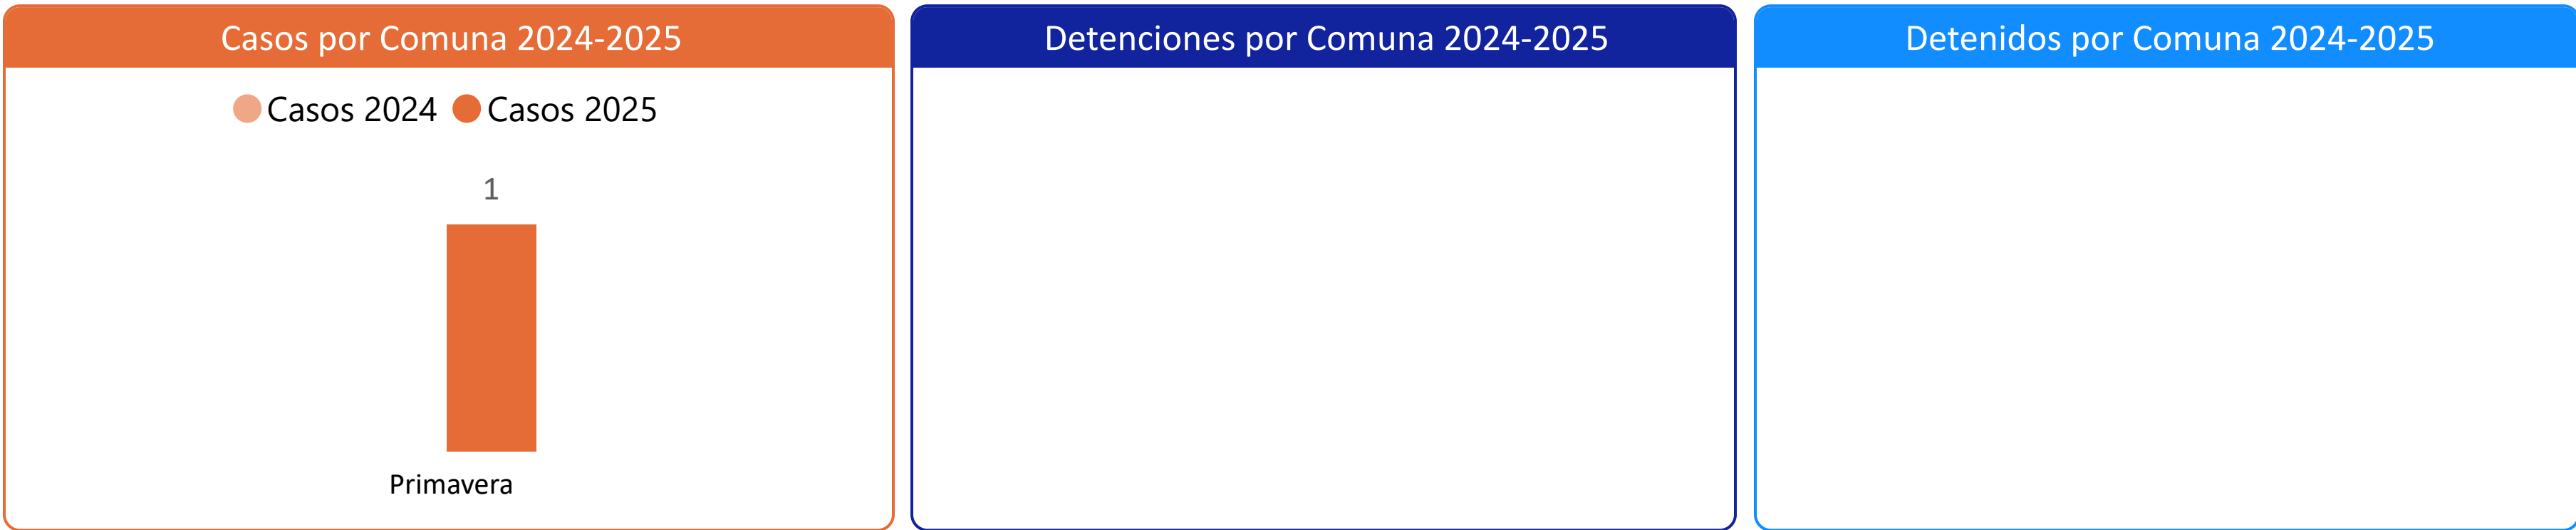 Casos por Comuna 2024-2025
Casos 2024 Casos 2025
1
Primavera
Detenciones por Comuna 2024-2025
Detenidos por Comuna 2024-2025